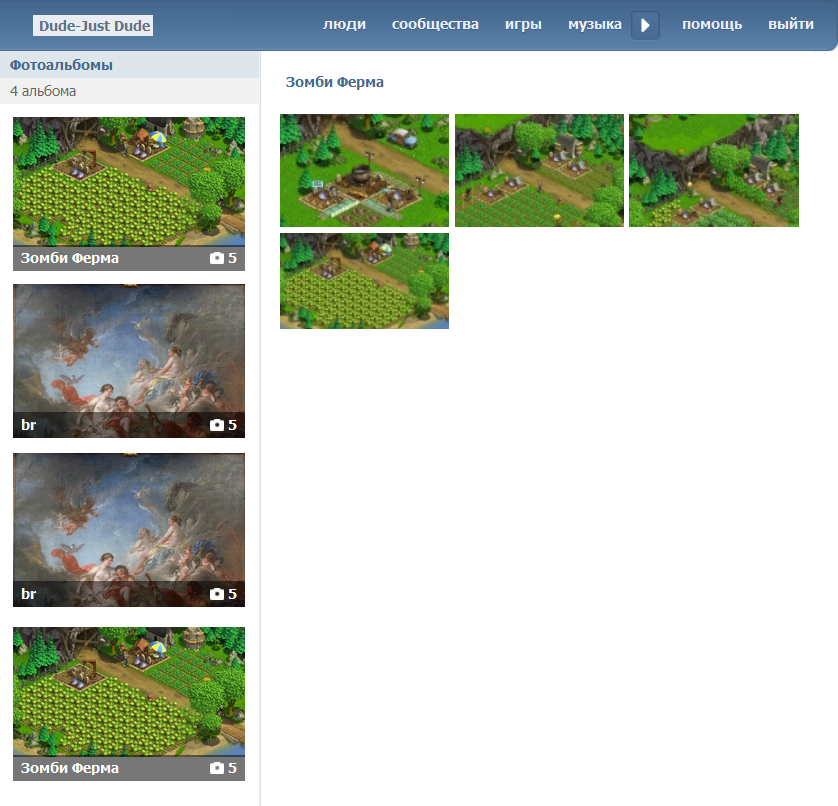 Dude-Just Dude
люди сообщества игры музыка помощь выйти
Фотоальбомы
4 альбома
Зомби Ферма 5
br 5
br 5
Зомби Ферма 5
Зомби Ферма